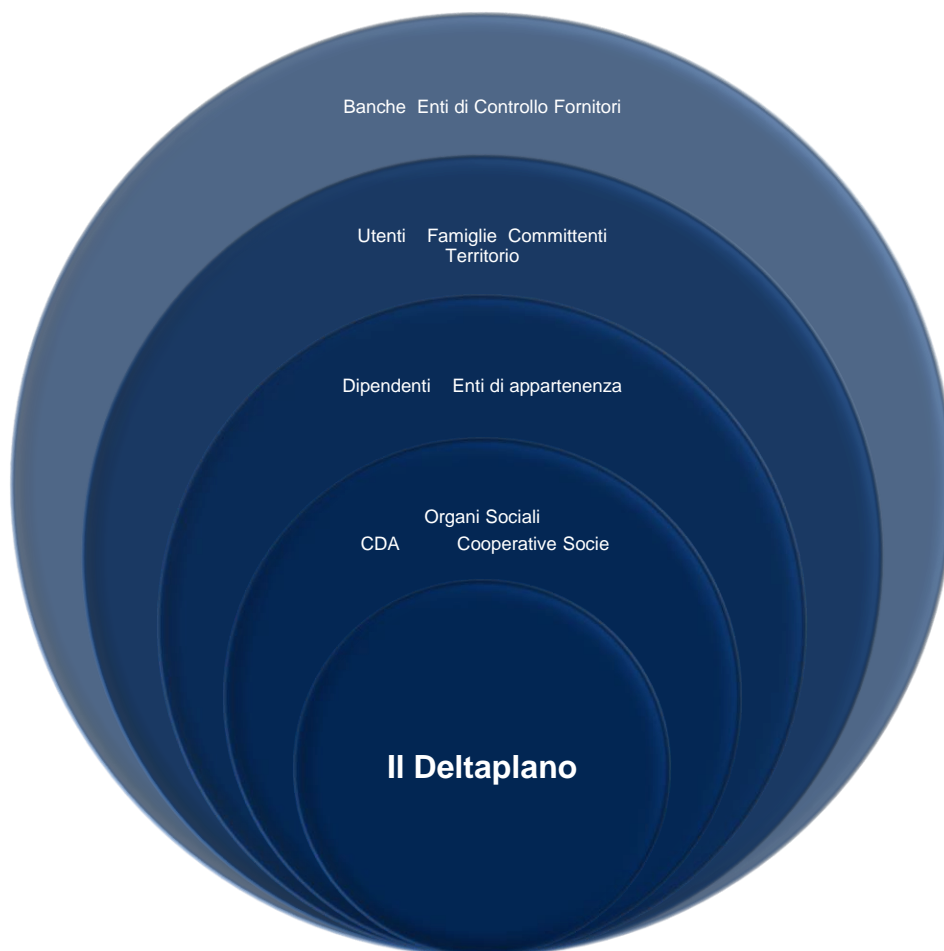 Banche Enti di Controllo Fornitori
Utenti Famiglie Committenti
Territorio
Dipendenti Enti di appartenenza
Organi Sociali
CDA Cooperative Socie
Il Deltaplano